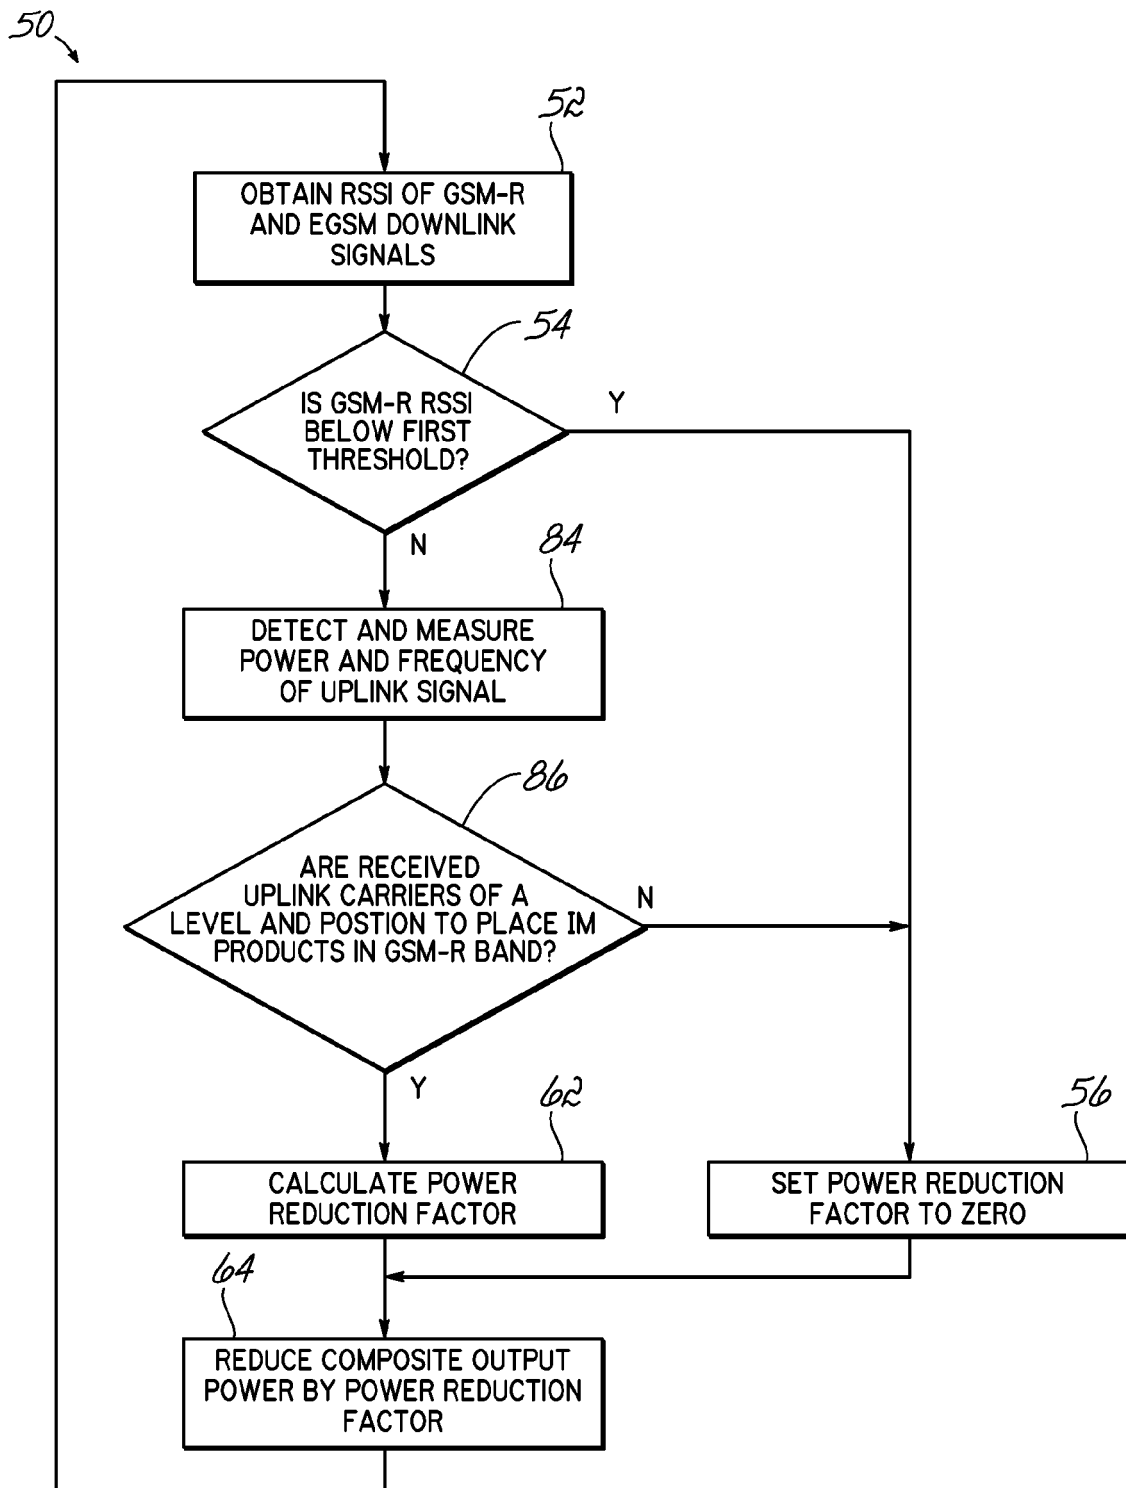 50
52
OBTAIN RSSI OF GSM-R
AND EGSM DOWNLINK
SIGNALS
54
IS GSM-R RSSI
BELOW FIRST
THRESHOLD?
Y
N
84
DETECT AND MEASURE
POWER AND FREQUENCY
OF UPLINK SIGNAL
86
ARE RECEIVED
UPLINK CARRIERS OF A
LEVEL AND POSTION TO PLACE IM
PRODUCTS IN GSM-R BAND?
N
Y
62
CALCULATE POWER
REDUCTION FACTOR
56
SET POWER REDUCTION
FACTOR TO ZERO
64
REDUCE COMPOSITE OUTPUT
POWER BY POWER REDUCTION
FACTOR